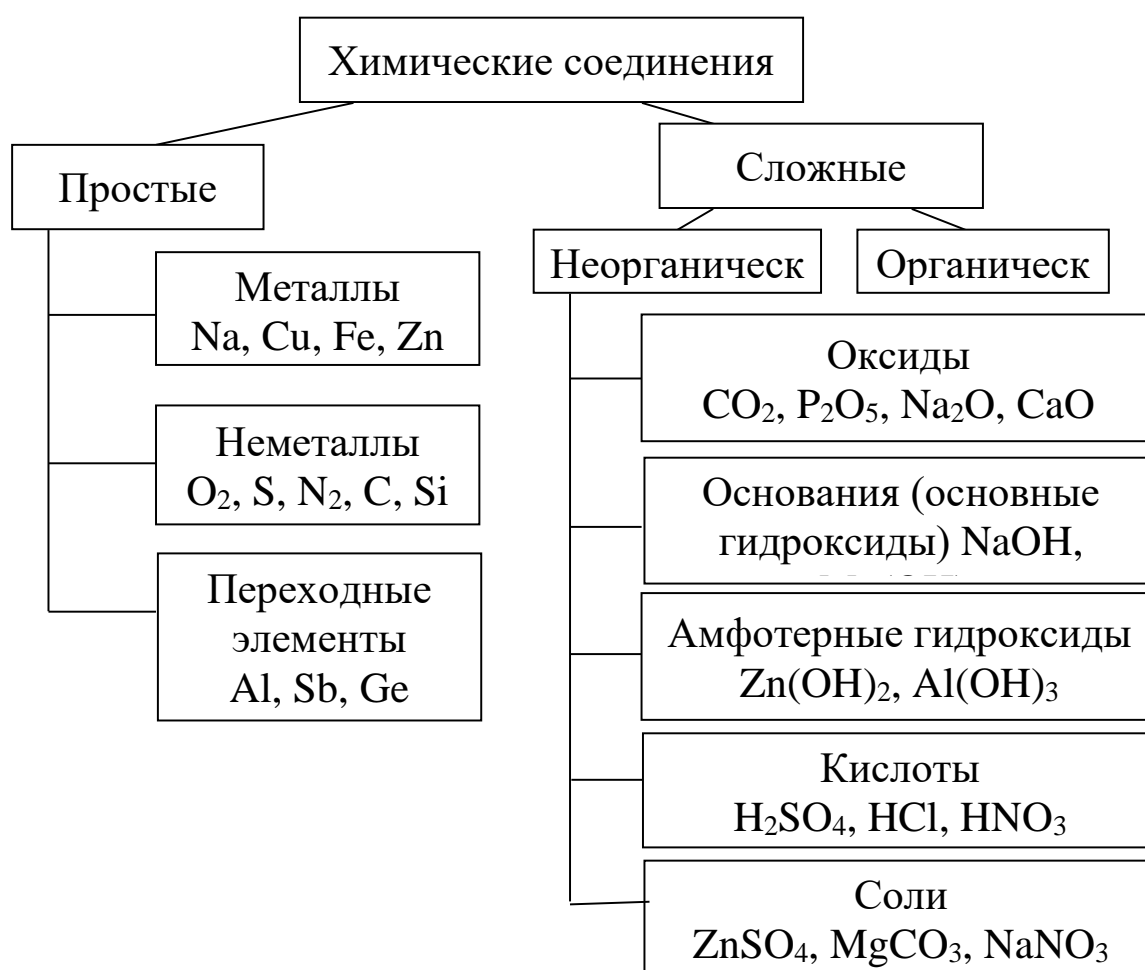 Химические соединения
Простые
Сложные
Неорганическ
Органическ
Металлы
Na, Cu, Fe, Zn
Неметаллы
O₂, S, N₂, C, Si
Переходные
элементы
Al, Sb, Ge
Оксиды
CO₂, P₂O₅, Na₂O, CaO
Основания (основные
гидроксиды) NaOH,
Амфотерные гидроксиды
Zn(OH)₂, Al(OH)₃
Кислоты
H₂SO₄, HCl, HNO₃
Соли
ZnSO₄, MgCO₃, NaNO₃